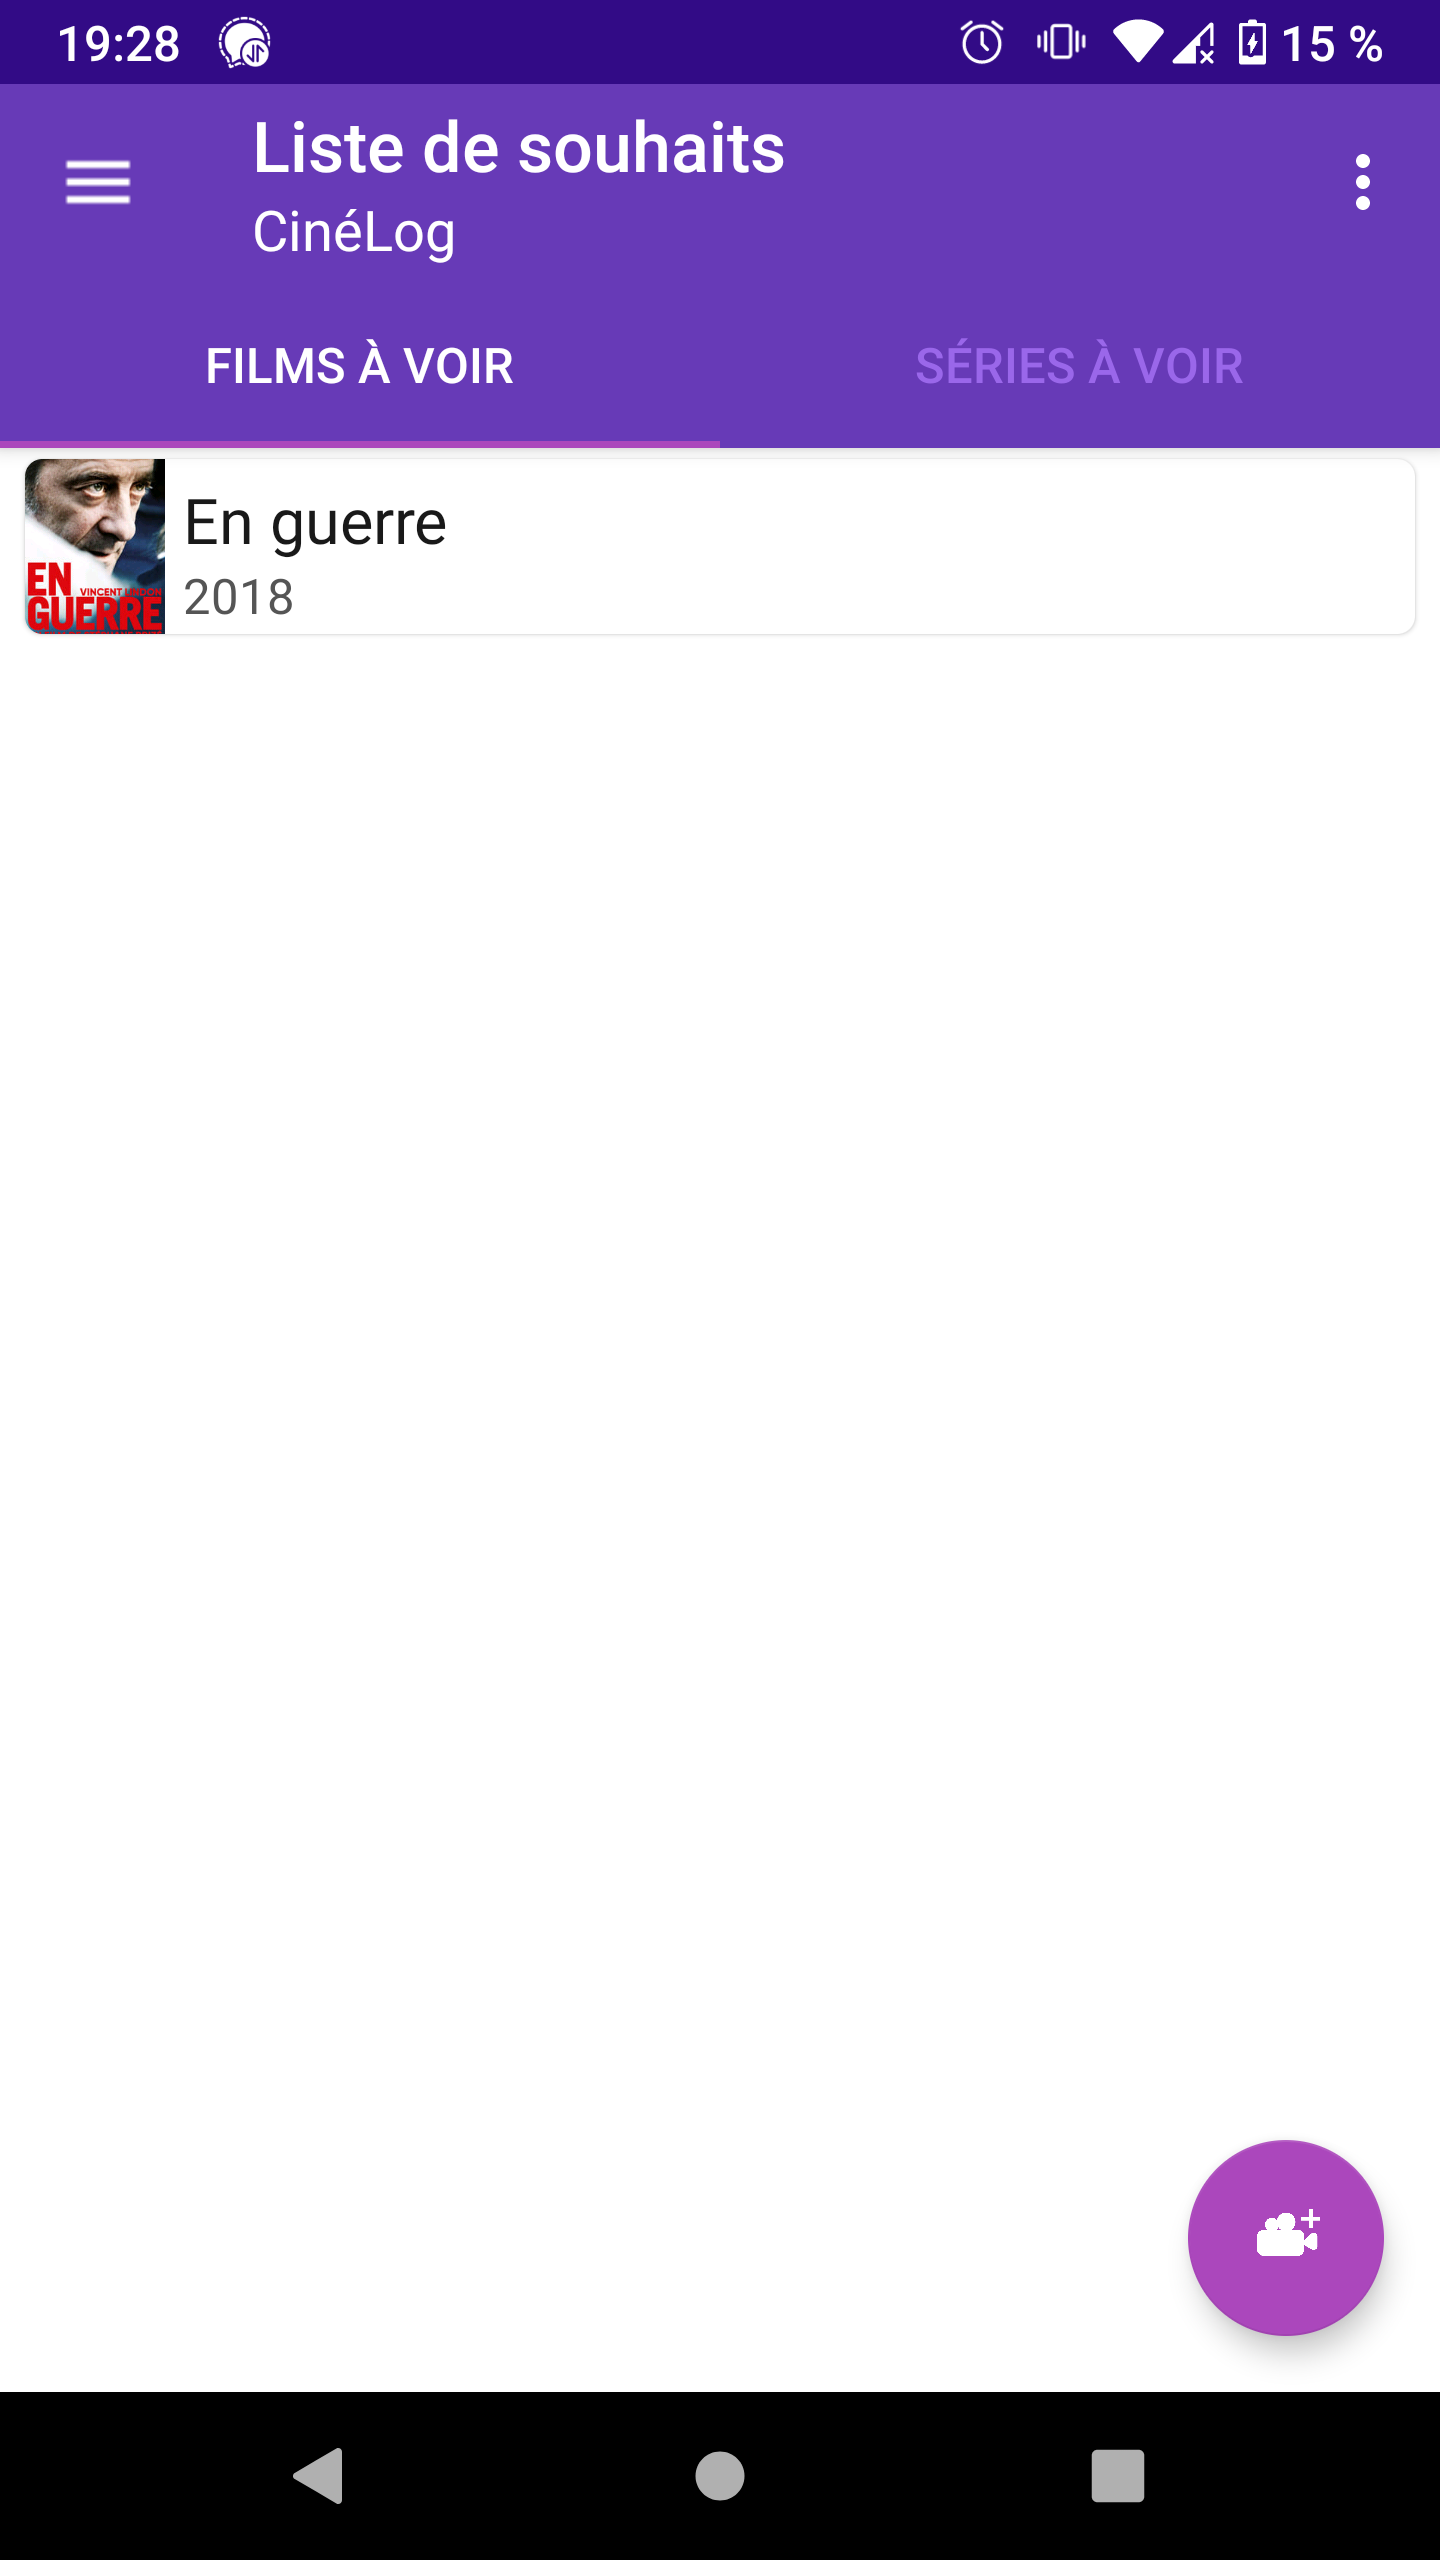 19:28
15 %
Liste de souhaits
CinéLog
FILMS À VOIR
SÉRIES À VOIR
En guerre
2018
EN
VINCENT LINDON
GUERRE